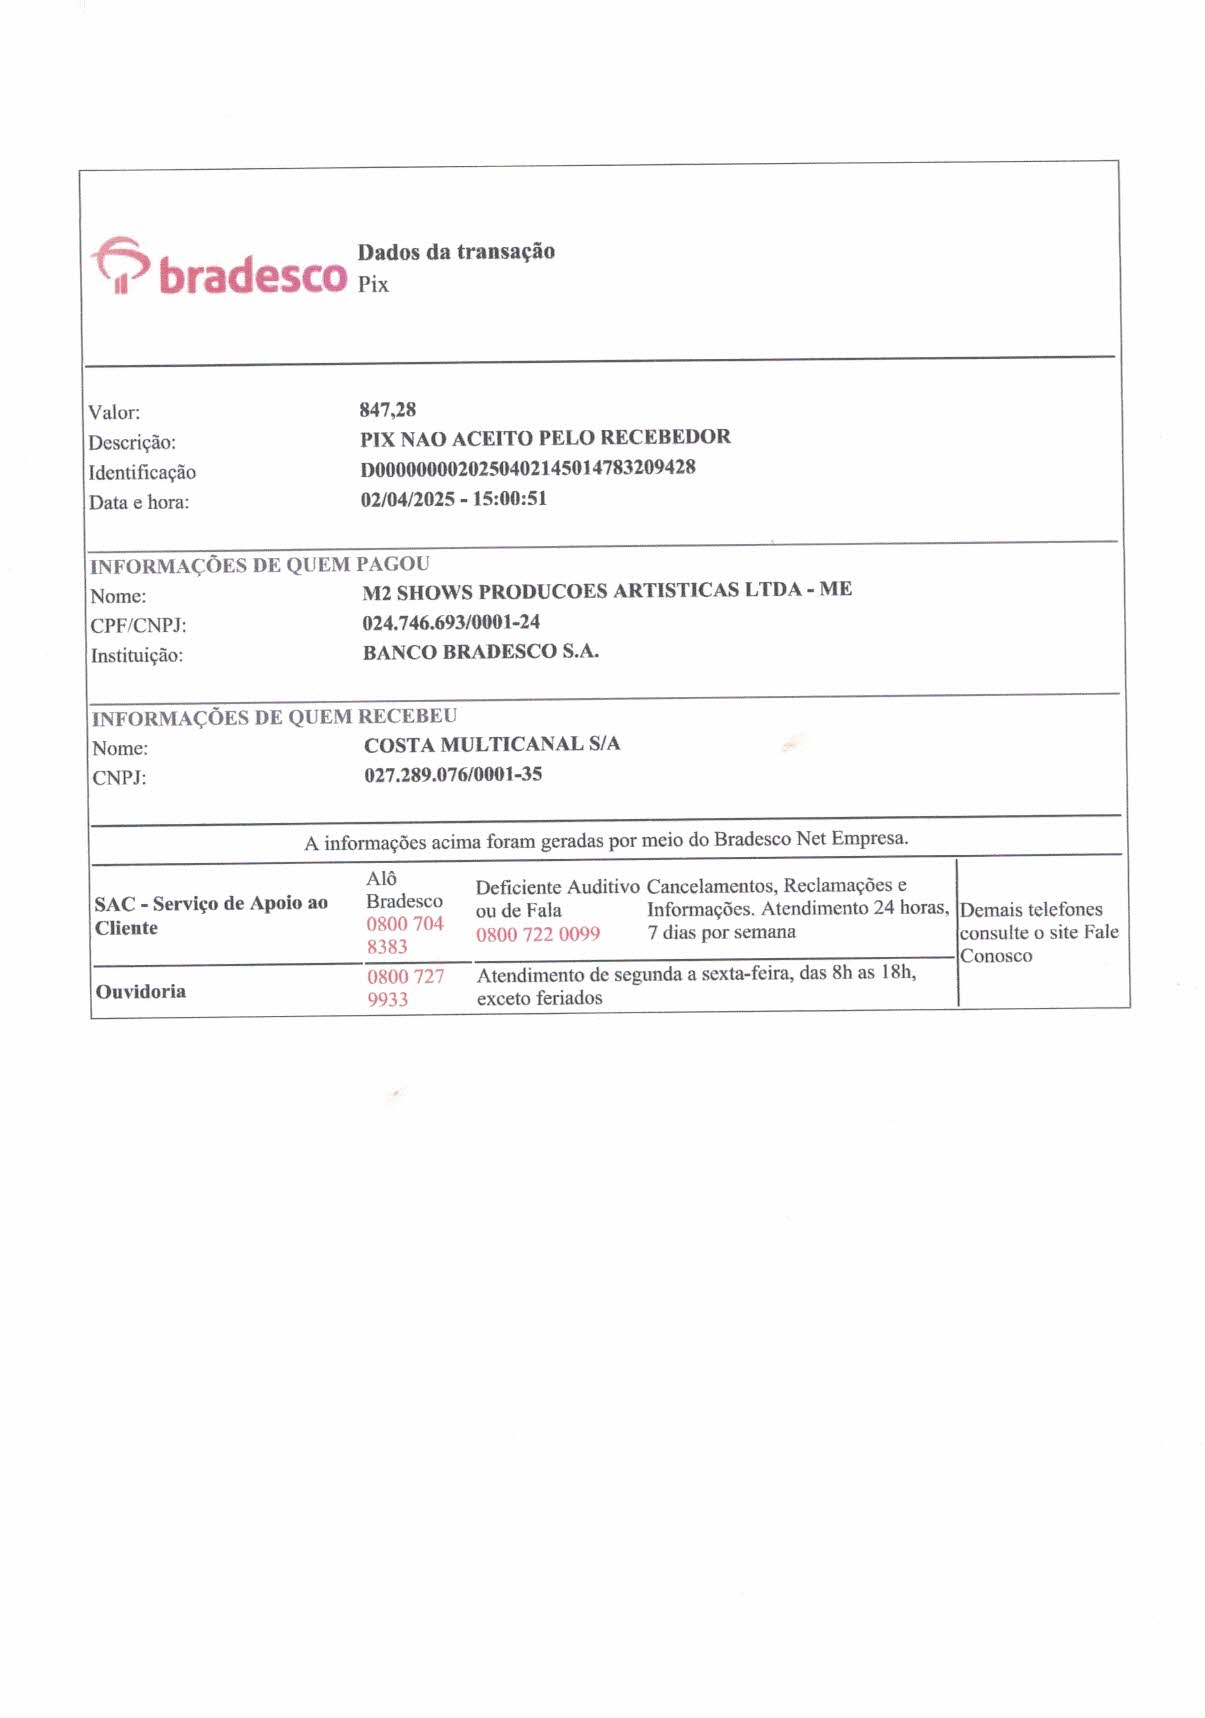 bradesco
Dados da transação
Pix
Valor: 847,28
Descrição: PIX NAO ACEITO PELO RECEBEDOR
Identificação D0000000020250402145014783209428
Data e hora: 02/04/2025 - 15:00:51
INFORMAÇÕES DE QUEM PAGOU
Nome: M2 SHOWS PRODUCOES ARTISTICAS LTDA - ME
CPF/CNPJ: 024.746.693/0001-24
Instituição: BANCO BRADESCO S.A.
INFORMAÇÕES DE QUEM RECEBEU
Nome: COSTA MULTICANAL S/A
CNPJ: 027.289.076/0001-35
A informações acima foram geradas por meio do Bradesco Net Empresa.
SAC - Serviço de Apoio ao
Cliente
Alô
Bradesco
0800 704
8383
Deficiente Auditivo
ou de Fala
0800 722 0099
Cancelamentos, Reclamações e
Informações. Atendimento 24 horas,
7 dias por semana
Demais telefones
consulte o site Fale
Conosco
Ouvidoria
0800 727
9933
Atendimento de segunda a sexta-feira, das 8h as 18h,
exceto feriados